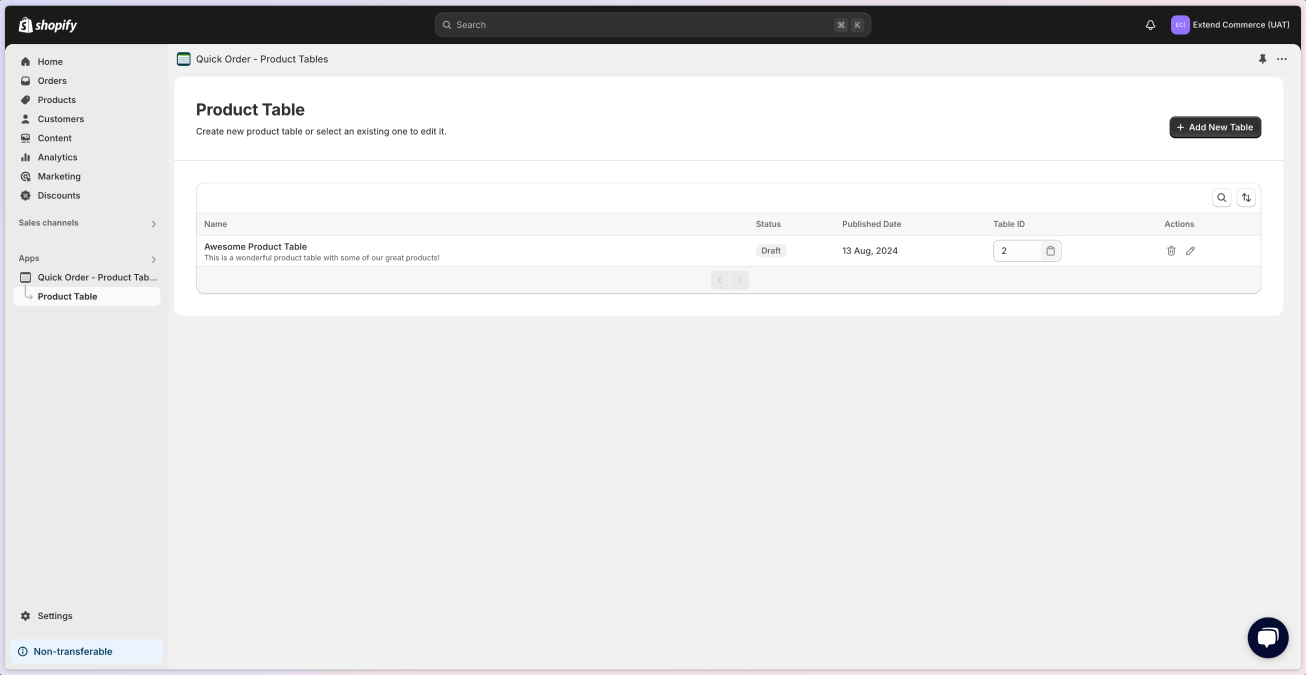 shopify
Search
⌘ K
EC(
Extend Commerce (UAT)
Home
Orders
Products
Customers
Content
Analytics
Marketing
Discounts
Sales channels
Apps
Quick Order - Product Tab...
Product Table
Settings
Non-transferable
Quick Order - Product Tables
Product Table
Create new product table or select an existing one to edit it.
+ Add New Table
Name Status Published Date Table ID Actions
Awesome Product Table
This is a wonderful product table with some of our great products!
Draft 13 Aug, 2024 2